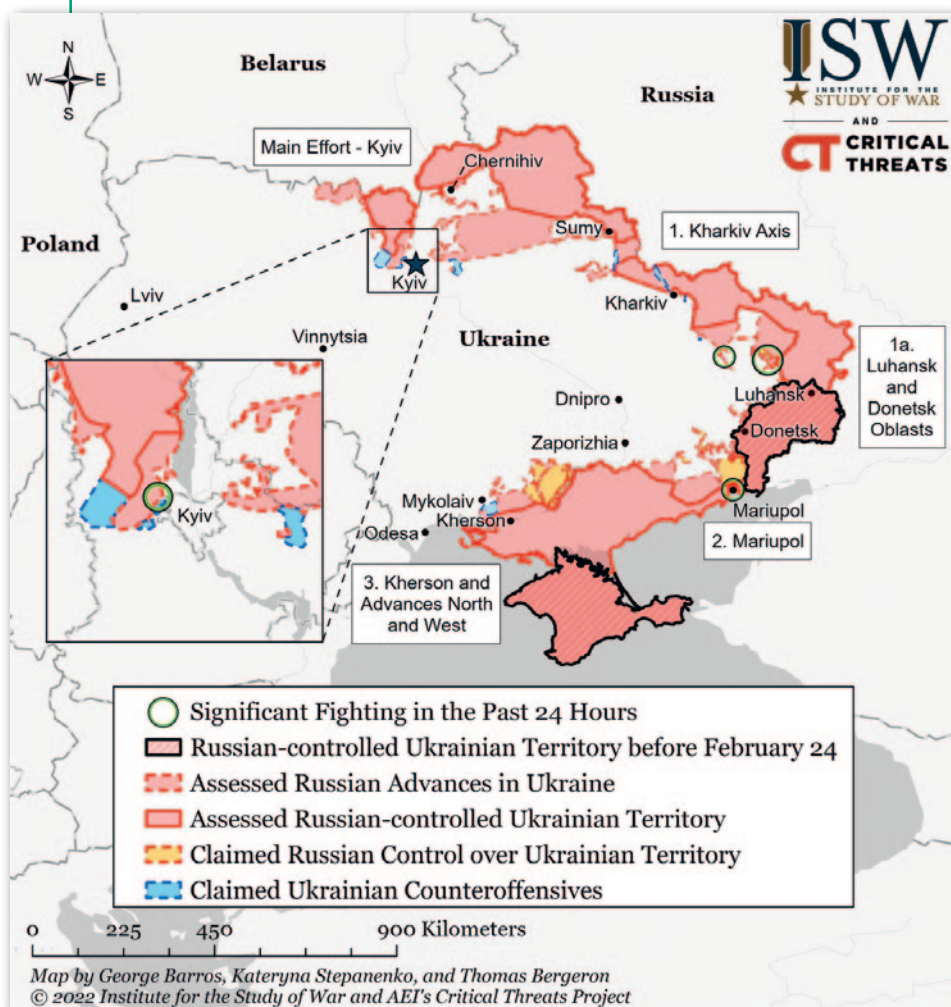 ISW
INSTITUTE FOR THE
STUDY OF WAR
AND
CT CRITICAL
THREATS
N
W E
S
Belarus
Russia
Main Effort - Kyiv
Chernihiv
Poland
Sumy
1. Kharkiv Axis
Kyiv
Lviv
Kharkiv
Vinnytsia
Ukraine
1a.
Luhansk
and
Donetsk
Oblasts
Dnipro
Luhansk
Donetsk
Zaporizhia
Kyiv
Mykolaiv
Mariupol
Kherson
Odesa
2. Mariupol
3. Kherson and
Advances North
and West
Significant Fighting in the Past 24 Hours
Russian-controlled Ukrainian Territory before February 24
Assessed Russian Advances in Ukraine
Assessed Russian-controlled Ukrainian Territory
Claimed Russian Control over Ukrainian Territory
Claimed Ukrainian Counteroffensives
0 225 450 900 Kilometers
Map by George Barros, Kateryna Stepanenko, and Thomas Bergeron
© 2022 Institute for the Study of War and AEI's Critical Threats Project